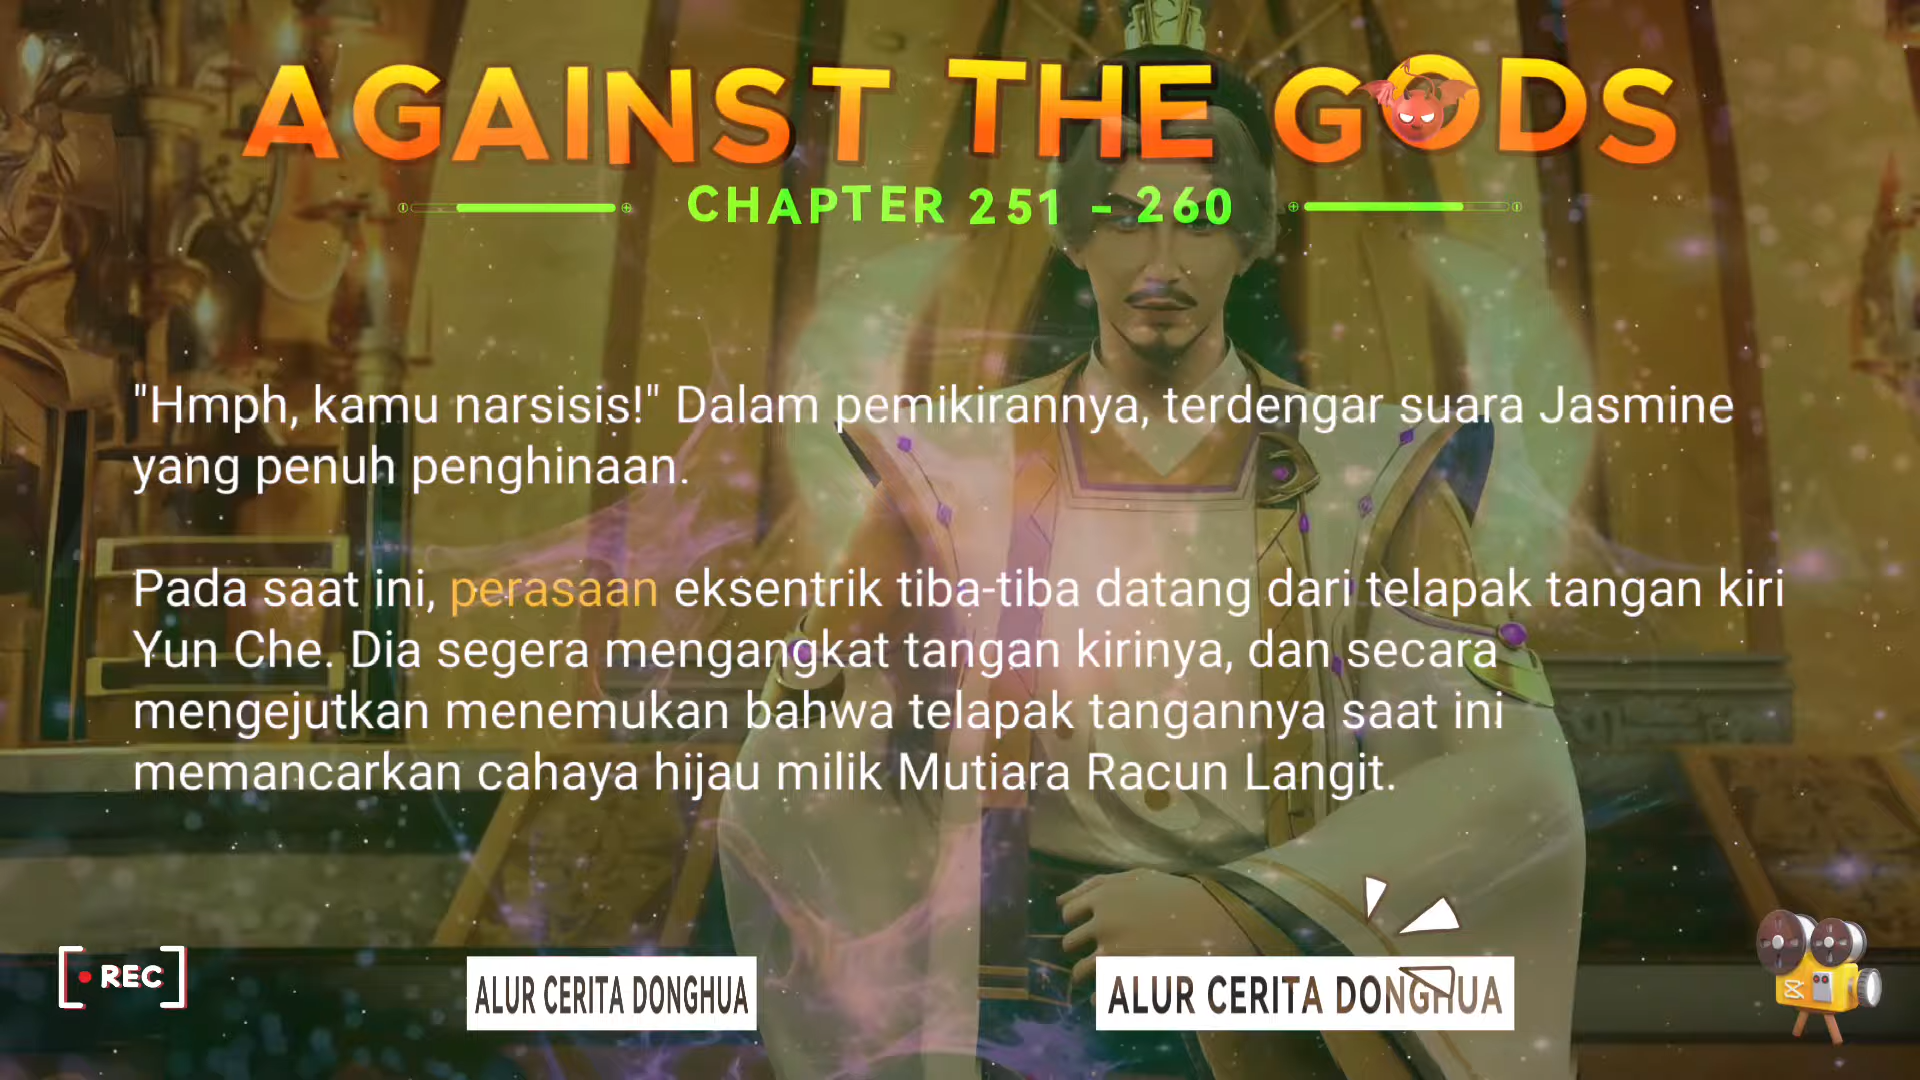 AGAINST THE GODS
CHAPTER 251 - 260
"Hmph, kamu narsisis!" Dalam pemikirannya, terdengar suara Jasmine
yang penuh penghinaan.
Pada saat ini, perasaan eksentrik tiba-tiba datang dari telapak tangan kiri
Yun Che. Dia segera mengangkat tangan kirinya, dan secara
mengejutkan menemukan bahwa telapak tangannya saat ini
memancarkan cahaya hijau milik Mutiara Racun Langit.
REC
ALUR CERITA DONGHUA
ALUR CERITA DONGHUA